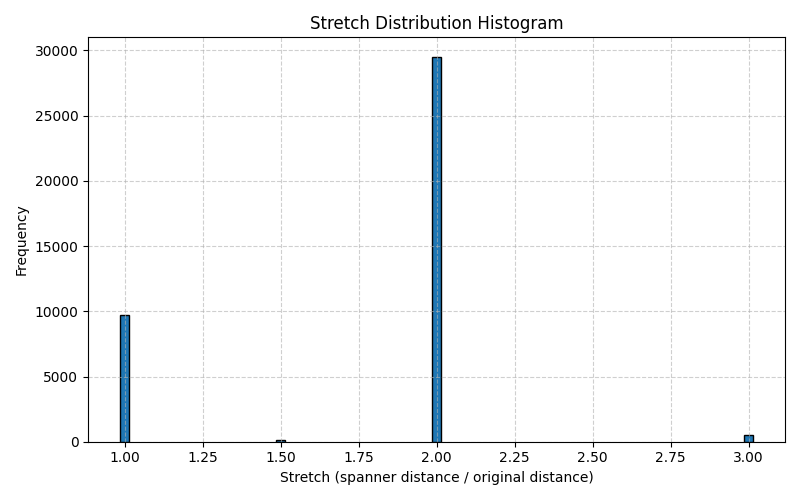 Stretch Distribution Histogram
Frequency
30000
25000
20000
15000
10000
5000
0
1.00 1.25 1.50 1.75 2.00 2.25 2.50 2.75 3.00
Stretch (spanner distance / original distance)